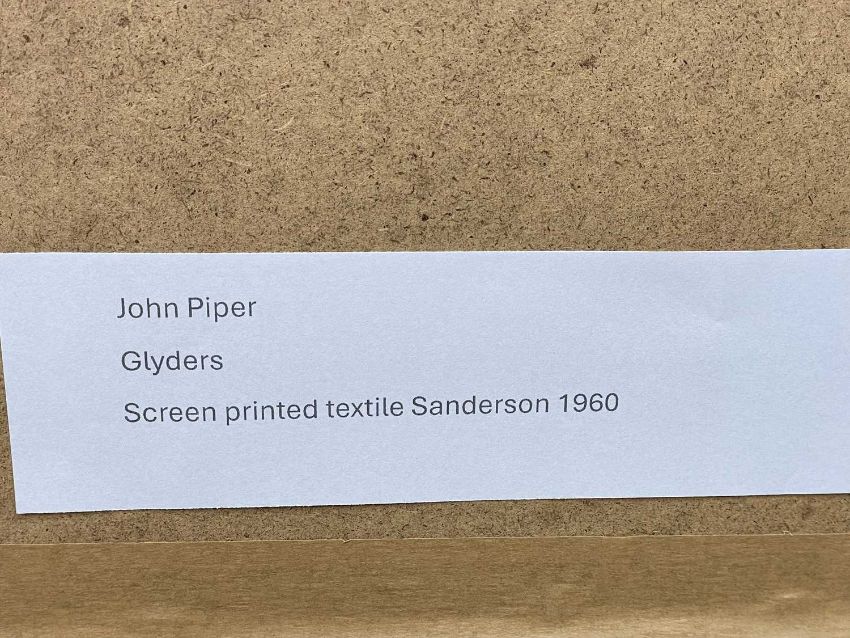 John Piper
Glyders
Screen printed textile Sanderson 1960